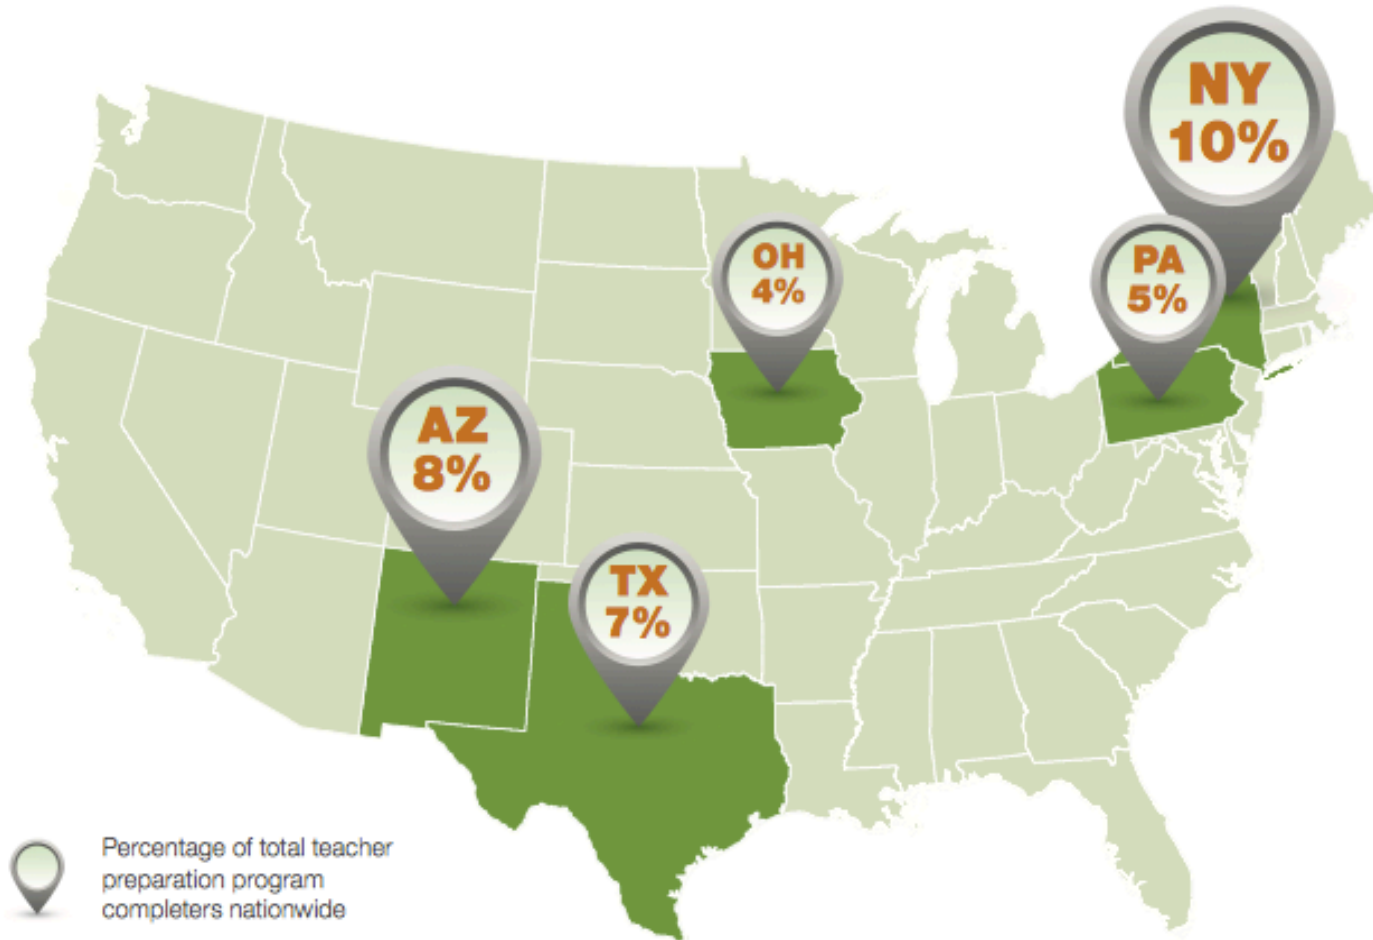 NY
10%
OH
4%
PA
5%
AZ
8%
TX
7%
Percentage of total teacher
preparation program
completers nationwide